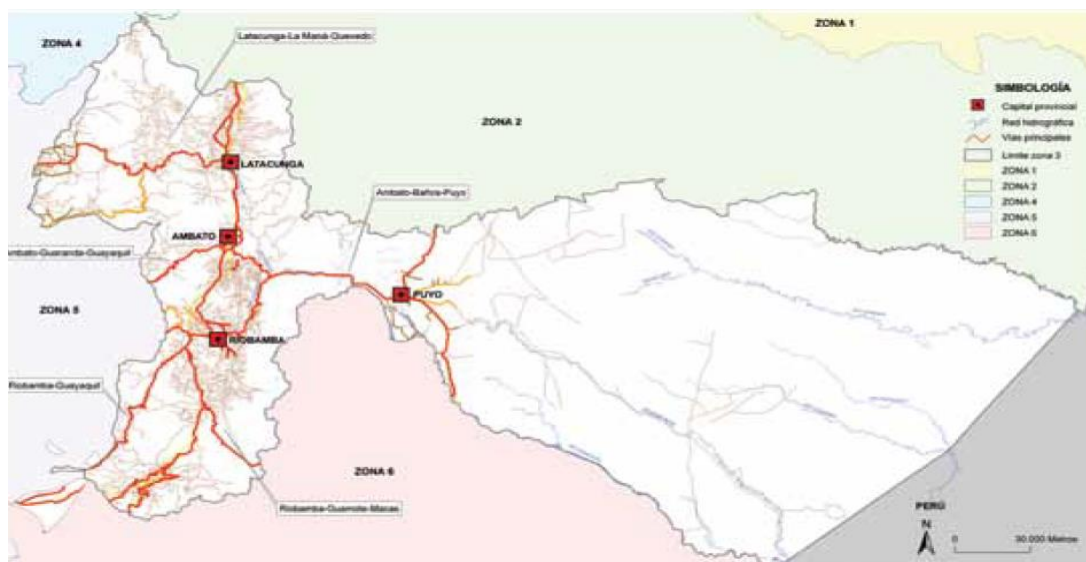 ZONA 4
Latacunga-La Maná-Quevedo
ZONA 1
SIMBOLOGÍA
Capital provincial
Red hidrográfica
Vías principales
Límite zona 3
ZONA 1
ZONA 2
ZONA 4
ZONA 5
ZONA 6
ZONA 2
LATACUNGA
Ambato-Baños-Puyo
AMBATO
Ambato-Guaranda-Guayaquil
PUYO
ZONA 5
RIOBAMBA
Riobamba-Guayaquil
ZONA 6
Riobamba-Guamote-Macas
PERÚ
N
0 30.000 Metros